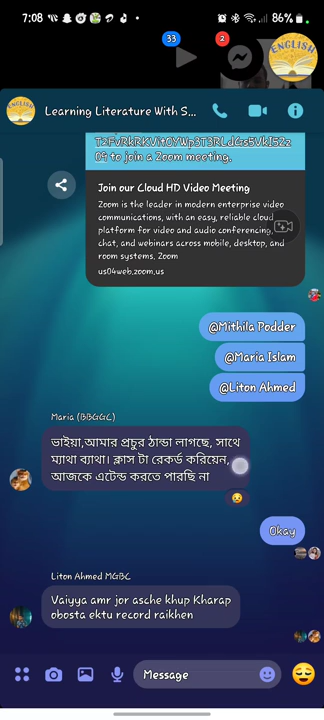 7:08
86%
33
2
ENGLISH
Learning Literature With S...
09 to join a Zoom meeting.
Join our Cloud HD Video Meeting
Zoom is the leader in modern enterprise video
communications, with an easy, reliable cloud
platform for video and audio conferencing,
chat, and webinars across mobile, desktop, and
room systems. Zoom
us04web.zoom.us
@Mithila Podder
@Maria Islam
@Liton Ahmed
Maria (BBGGC)
ভাইয়া,আমার প্রচুর ঠান্ডা লাগছে, সাথে
ম্যাথা ব্যাথা। ক্লাস টা রেকর্ড করিয়েন,
আজকে এটেন্ড করতে পারছি না
Okay
Liton Ahmed MGBC
Vaiyya amr jor asche khup Kharap
obosta ektu record raikhen
Message